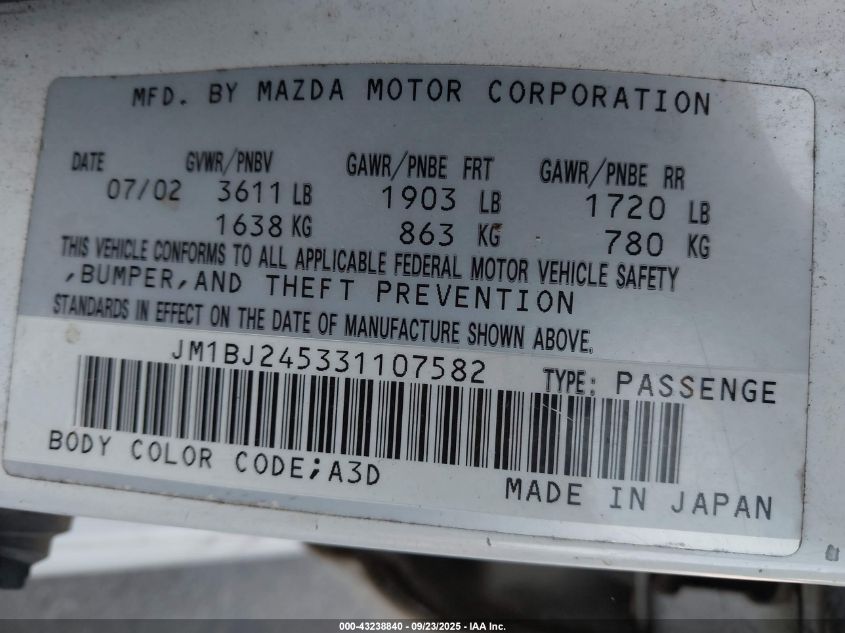 MFD. BY MAZDA MOTOR CORPORATION
DATE GVWR/PNBV GAWR/PNBE FRT GAWR/PNBE RR
07/02 3611 LB 1903 LB 1720 LB
1638 KG 863 KG 780 KG
THIS VEHICLE CONFORMS TO ALL APPLICABLE FEDERAL MOTOR VEHICLE SAFETY
,BUMPER,AND THEFT PREVENTION
STANDARDS IN EFFECT ON THE DATE OF MANUFACTURE SHOWN ABOVE.
JM1BJ245331107582 TYPE: PASSENGE
BODY COLOR CODE;A3D
MADE IN JAPAN
000-43238840 - 09/23/2025 - IAA Inc.